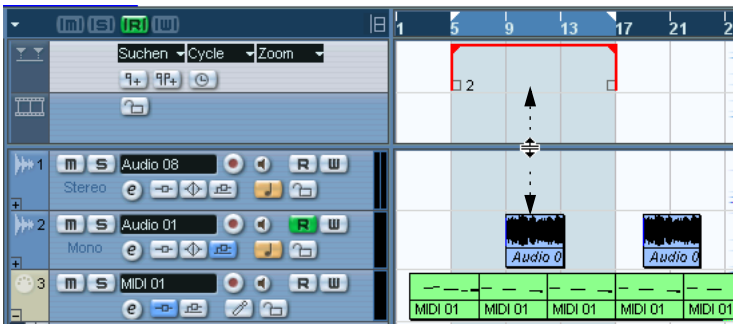 m S R W 1 5 9 13 17 21 2
Suchen Cycle Zoom
2
1 m S Audio 08 R W
Stereo e
2 m S Audio 01 R W
Mono e Audio 0 Audio 0
3 m S MIDI 01 R W
e MIDI 01 MIDI 01 MIDI 01 MIDI 01 MIDI 01